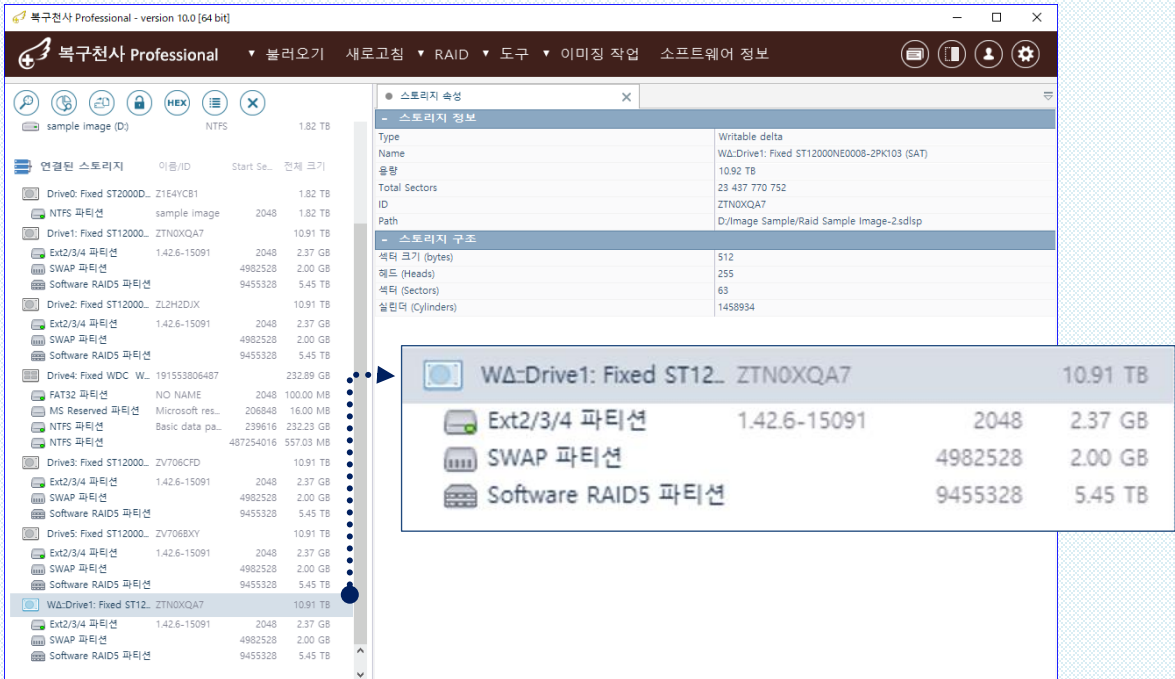 복구천사 Professional - version 10.0 [64 bit]
복구천사 Professional ▼ 불러오기 새로고침 ▼ RAID ▼ 도구 ▼ 이미징 작업 소프트웨어 정보
HEX
sample image (D:) NTFS 1.82 TB
연결된 스토리지 이름/ID Start Se... 전체 크기
Drive0: Fixed ST2000D... Z1E4YCB1 1.82 TB
NTFS 파티션 sample image 2048 1.82 TB
Drive1: Fixed ST12000... ZTN0XQA7 10.91 TB
Ext2/3/4 파티션 1.42.6-15091 2048 2.37 GB
SWAP 파티션 4982528 2.00 GB
Software RAID5 파티션 9455328 5.45 TB
Drive2: Fixed ST12000... ZL2H2DJX 10.91 TB
Ext2/3/4 파티션 1.42.6-15091 2048 2.37 GB
SWAP 파티션 4982528 2.00 GB
Software RAID5 파티션 9455328 5.45 TB
Drive4: Fixed WDC W... 191553806487 232.89 GB
FAT32 파티션 NO NAME 2048 100.00 MB
MS Reserved 파티션 Microsoft res... 206848 16.00 MB
NTFS 파티션 Basic data pa... 239616 232.23 GB
NTFS 파티션 487254016 557.03 MB
Drive3: Fixed ST12000... ZV706CFD 10.91 TB
Ext2/3/4 파티션 1.42.6-15091 2048 2.37 GB
SWAP 파티션 4982528 2.00 GB
Software RAID5 파티션 9455328 5.45 TB
Drive5: Fixed ST12000... ZV706BXY 10.91 TB
Ext2/3/4 파티션 1.42.6-15091 2048 2.37 GB
SWAP 파티션 4982528 2.00 GB
Software RAID5 파티션 9455328 5.45 TB
WΔ::Drive1: Fixed ST12... ZTN0XQA7 10.91 TB
Ext2/3/4 파티션 1.42.6-15091 2048 2.37 GB
SWAP 파티션 4982528 2.00 GB
Software RAID5 파티션 9455328 5.45 TB
스토리지 속성
- 스토리지 정보
Type Writable delta
Name WΔ::Drive1: Fixed ST12000NE0008-2PK103 (SAT)
용량 10.92 TB
Total Sectors 23 437 770 752
ID ZTN0XQA7
Path D:/Image Sample/Raid Sample Image-2.sdlsp
- 스토리지 구조
섹터 크기 (bytes) 512
헤드 (Heads) 255
섹터 (Sectors) 63
실린더 (Cylinders) 1458934
WΔ::Drive1: Fixed ST12... ZTN0XQA7 10.91 TB
Ext2/3/4 파티션 1.42.6-15091 2048 2.37 GB
SWAP 파티션 4982528 2.00 GB
Software RAID5 파티션 9455328 5.45 TB